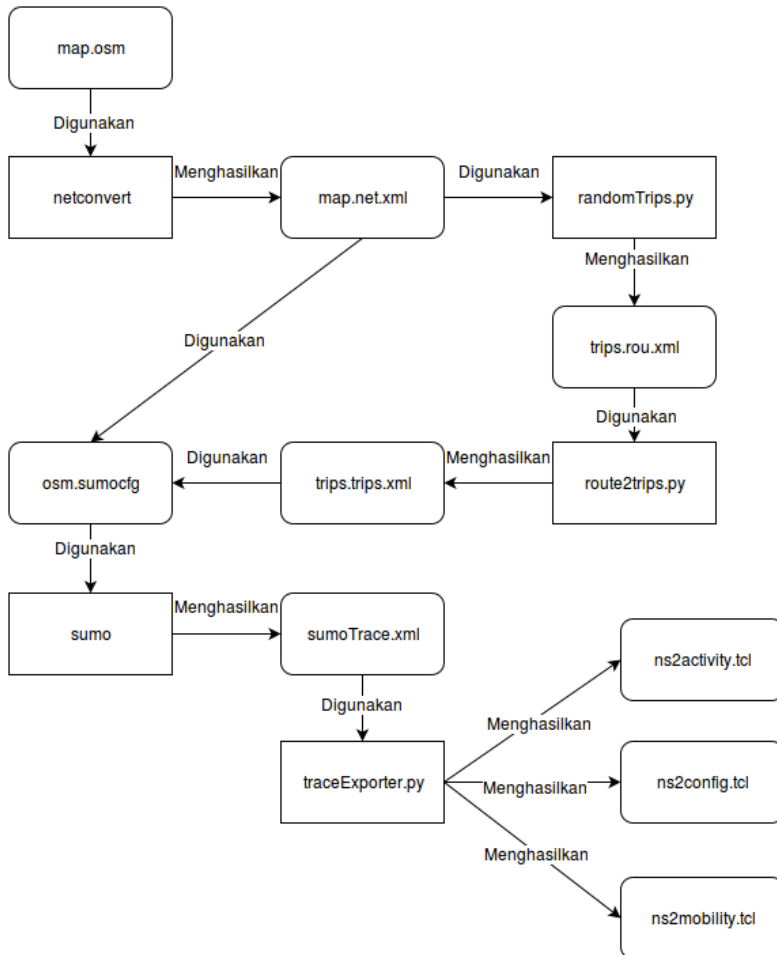 map.osm
Digunakan
netconvert
Menghasilkan
map.net.xml
Digunakan
randomTrips.py
Menghasilkan
trips.rou.xml
Digunakan
Digunakan
osm.sumocfg
Digunakan
trips.trips.xml
Menghasilkan
route2trips.py
Digunakan
sumo
Menghasilkan
sumoTrace.xml
Digunakan
traceExporter.py
Menghasilkan
ns2activity.tcl
Menghasilkan
ns2config.tcl
Menghasilkan
ns2mobility.tcl